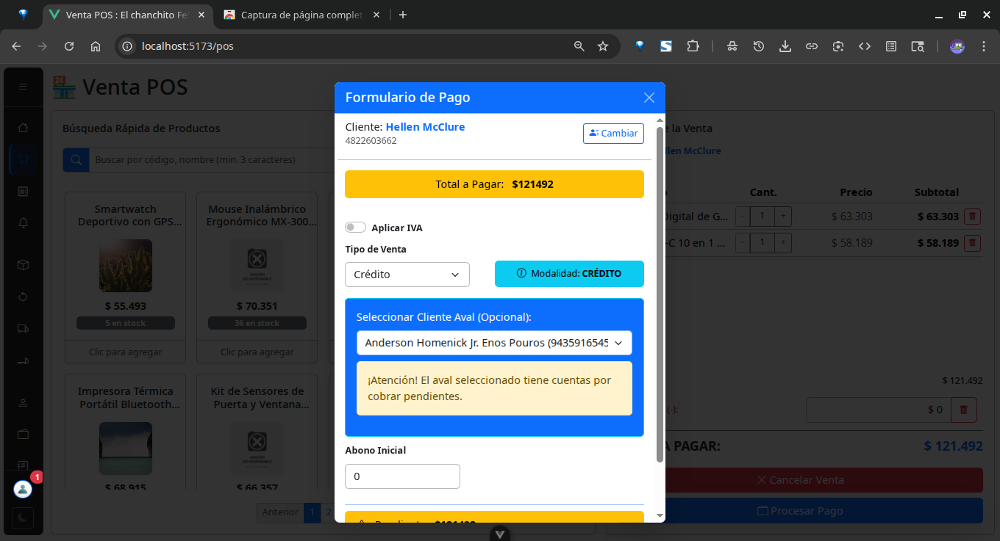 Venta POS : El chanchito Fe
Captura de página complet
localhost:5173/pos
Venta POS
Búsqueda Rápida de Productos
Buscar por código, nombre (min. 3 caracteres)
Smartwatch
Deportivo con GPS...
$ 55.493
5 en stock
Clic para agregar
Mouse Inalámbrico
Ergonómico MX-300...
IMAGEN
NO DISPONIBLE
$ 70.351
36 en stock
Clic para agregar
Impresora Térmica
Portátil Bluetooth...
$ 68.915
Kit de Sensores de
Puerta y Ventana...
IMAGEN
NO DISPONIBLE
$ 66.357
Anterior
1
2
1
Formulario de Pago
Cliente: Hellen McClure
4822603662
Cambiar
Total a Pagar: $121492
Aplicar IVA
Tipo de Venta
Crédito
Modalidad: CRÉDITO
Seleccionar Cliente Aval (Opcional):
Anderson Homenick Jr. Enos Pouros (9435916545
¡Atención! El aval seleccionado tiene cuentas por
cobrar pendientes.
Abono Inicial
0
$121492
la Venta
llen McClure
Cant. Precio Subtotal
Digital de G... - 1 + $ 63.303 $ 63.303
-C 10 en 1 ... - 1 + $ 58.189 $ 58.189
$ 121.492
(-): $ 0
A PAGAR: $ 121.492
Cancelar Venta
Procesar Pago